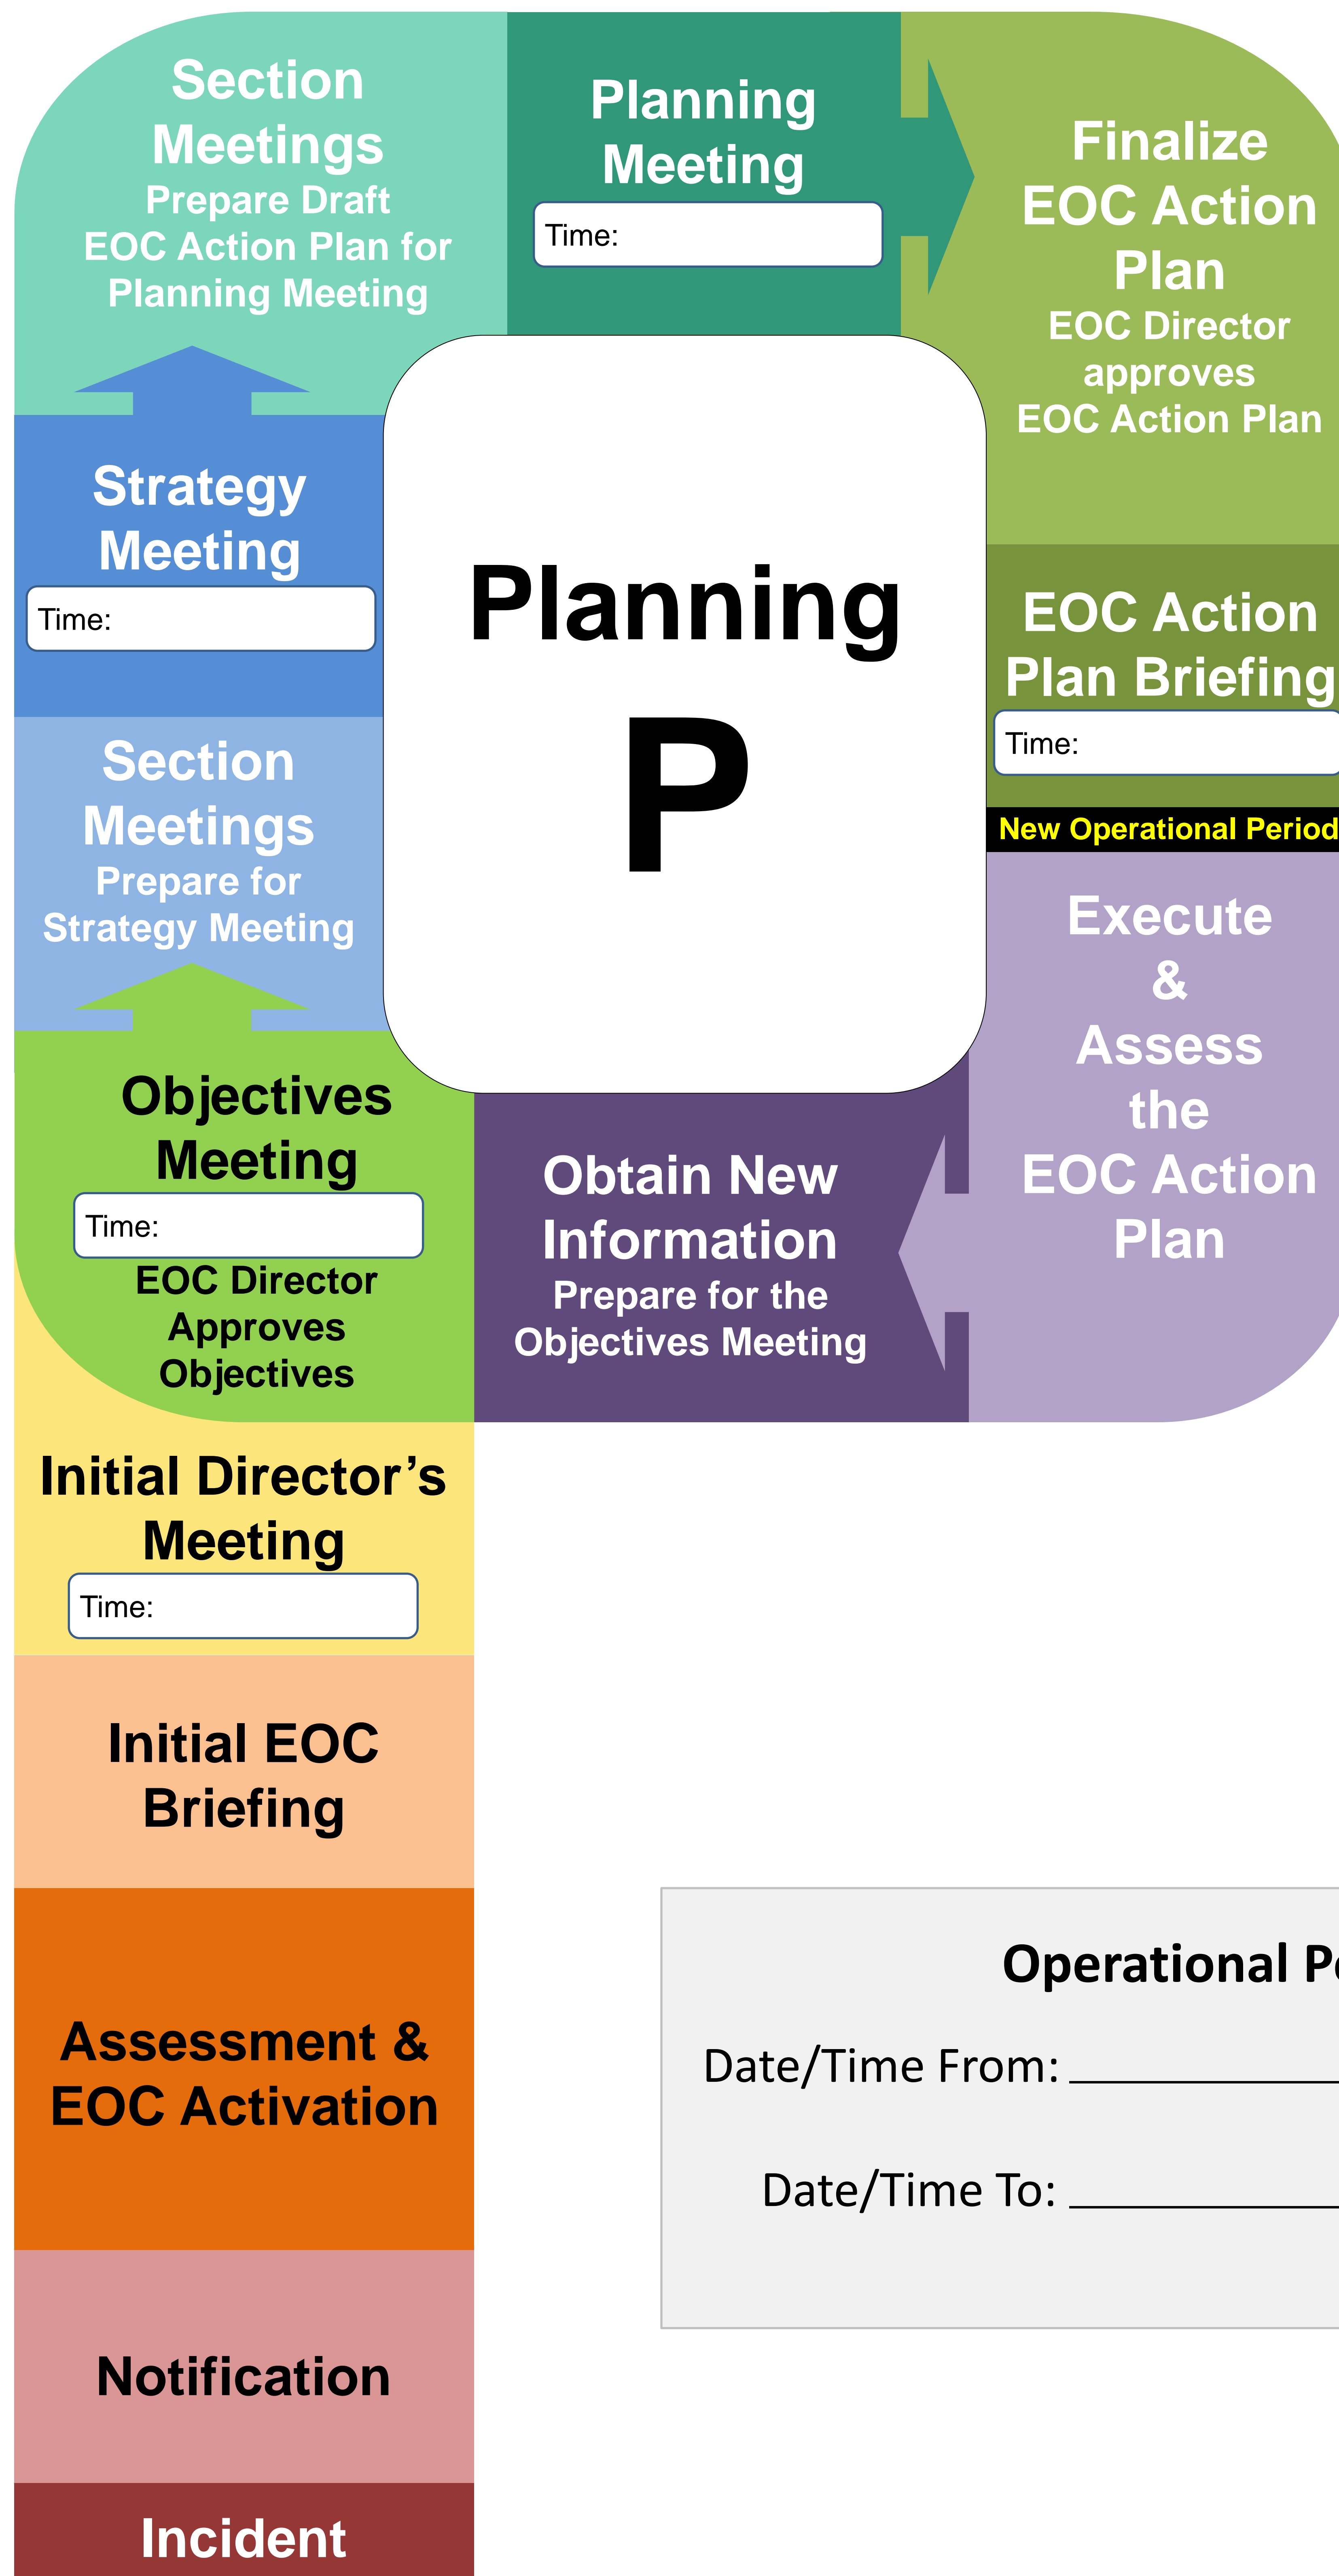 Section
Meetings
Prepare Draft
EOC Action Plan for
Planning Meeting
Planning
Meeting
Time:
Finalize
EOC Action
Plan
EOC Director
approves
EOC Action Plan
Strategy
Meeting
Time:
Planning
P
EOC Action
Plan Briefing
Time:
New Operational Period
Section
Meetings
Prepare for
Strategy Meeting
Execute
&
Assess
the
EOC Action
Plan
Objectives
Meeting
Time:
EOC Director
Approves
Objectives
Obtain New
Information
Prepare for the
Objectives Meeting
Initial Director’s
Meeting
Time:
Initial EOC
Briefing
Assessment &
EOC Activation
Operational
Date/Time From:
Date/Time To:
Notification
Incident